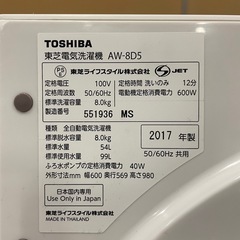 TOSHIBA
東芝電気洗濯機 AW-8D5
東芝ライフスタイル株式会社 S JET
定格電圧 100V 定格時間 洗いのみ 12分
定格周波数 50/60Hz 電動機定格消費電力 600W
標準洗濯容量 8.0kg
製造番号 551936 MS
品名 全自動電気洗濯機
標準脱水容量 8.0kg
標準水量 54L
標準使用水量 99L
ふろ水ポンプの定格消費電力 40W
外形寸法mm 幅600 奥行569 高さ980
2017年製
50/60Hz 共用
日本国内専用
Use Only in Japan
東芝ライフスタイル株式会社
MADE IN THAILAND